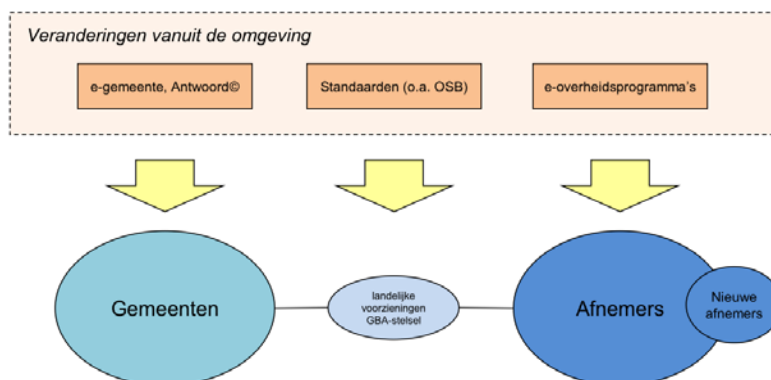 Veranderingen vanuit de omgeving
e-gemeente, Antwoord©
Standaarden (o.a. OSB)
e-overheidsprogramma's
Gemeenten
landelijke
voorzieningen
GBA-stelsel
Afnemers
Nieuwe
afnemers